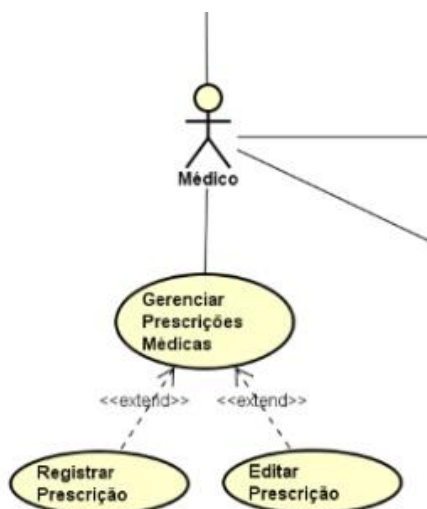 Médico
Gerenciar
Prescrições
Médicas
<<extend>> <<extend>>
Registrar
Prescrição
Editar
Prescrição